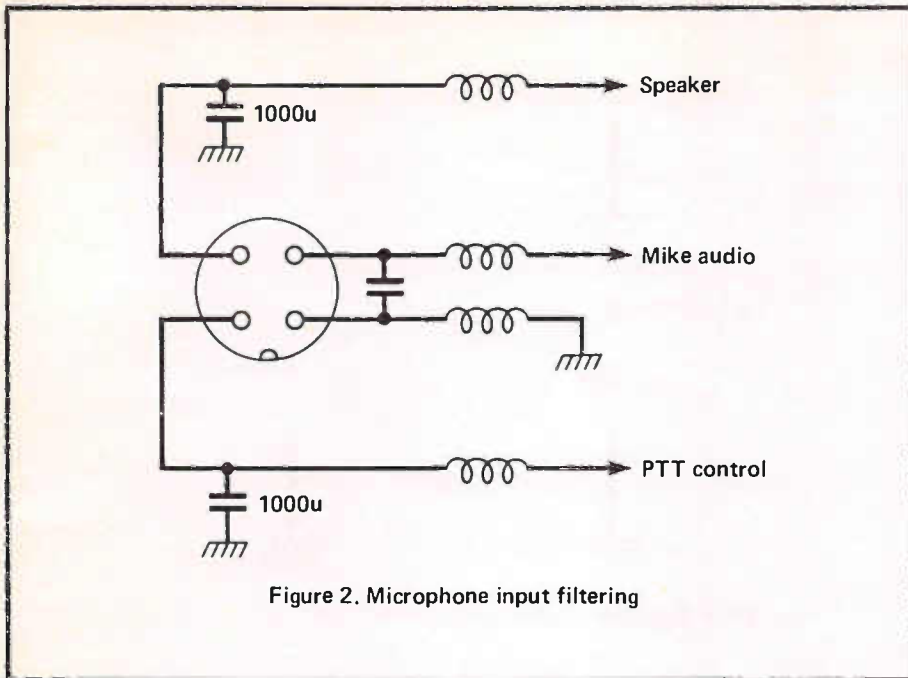 Speaker
1000u
Mike audio
PTT control
1000u
Figure 2. Microphone input filtering